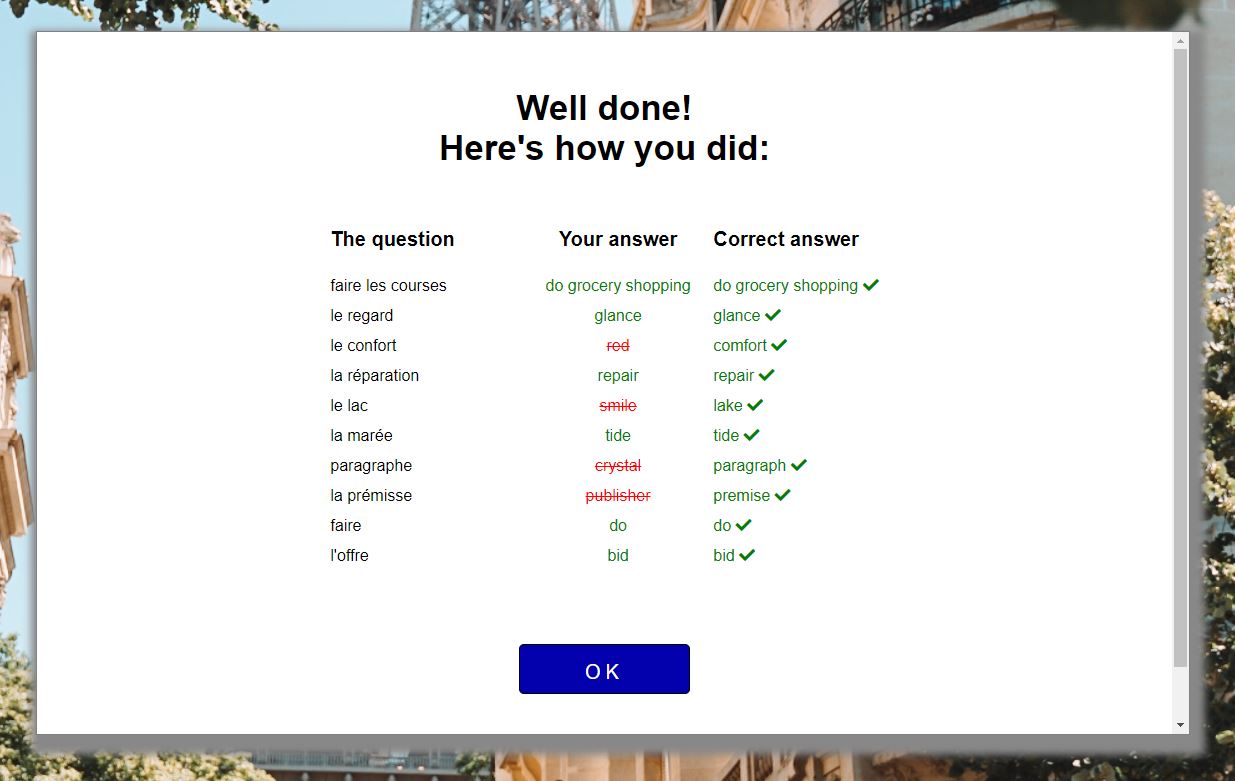 Well done!
Here's how you did:
The question Your answer Correct answer
faire les courses do grocery shopping do grocery shopping ✔
le regard glance glance ✔
le confort rod comfort ✔
la réparation repair repair ✔
le lac smile lake ✔
la marée tide tide ✔
paragraphe crystal paragraph ✔
la prémisse publisher premise ✔
faire do do ✔
l'offre bid bid ✔
OK